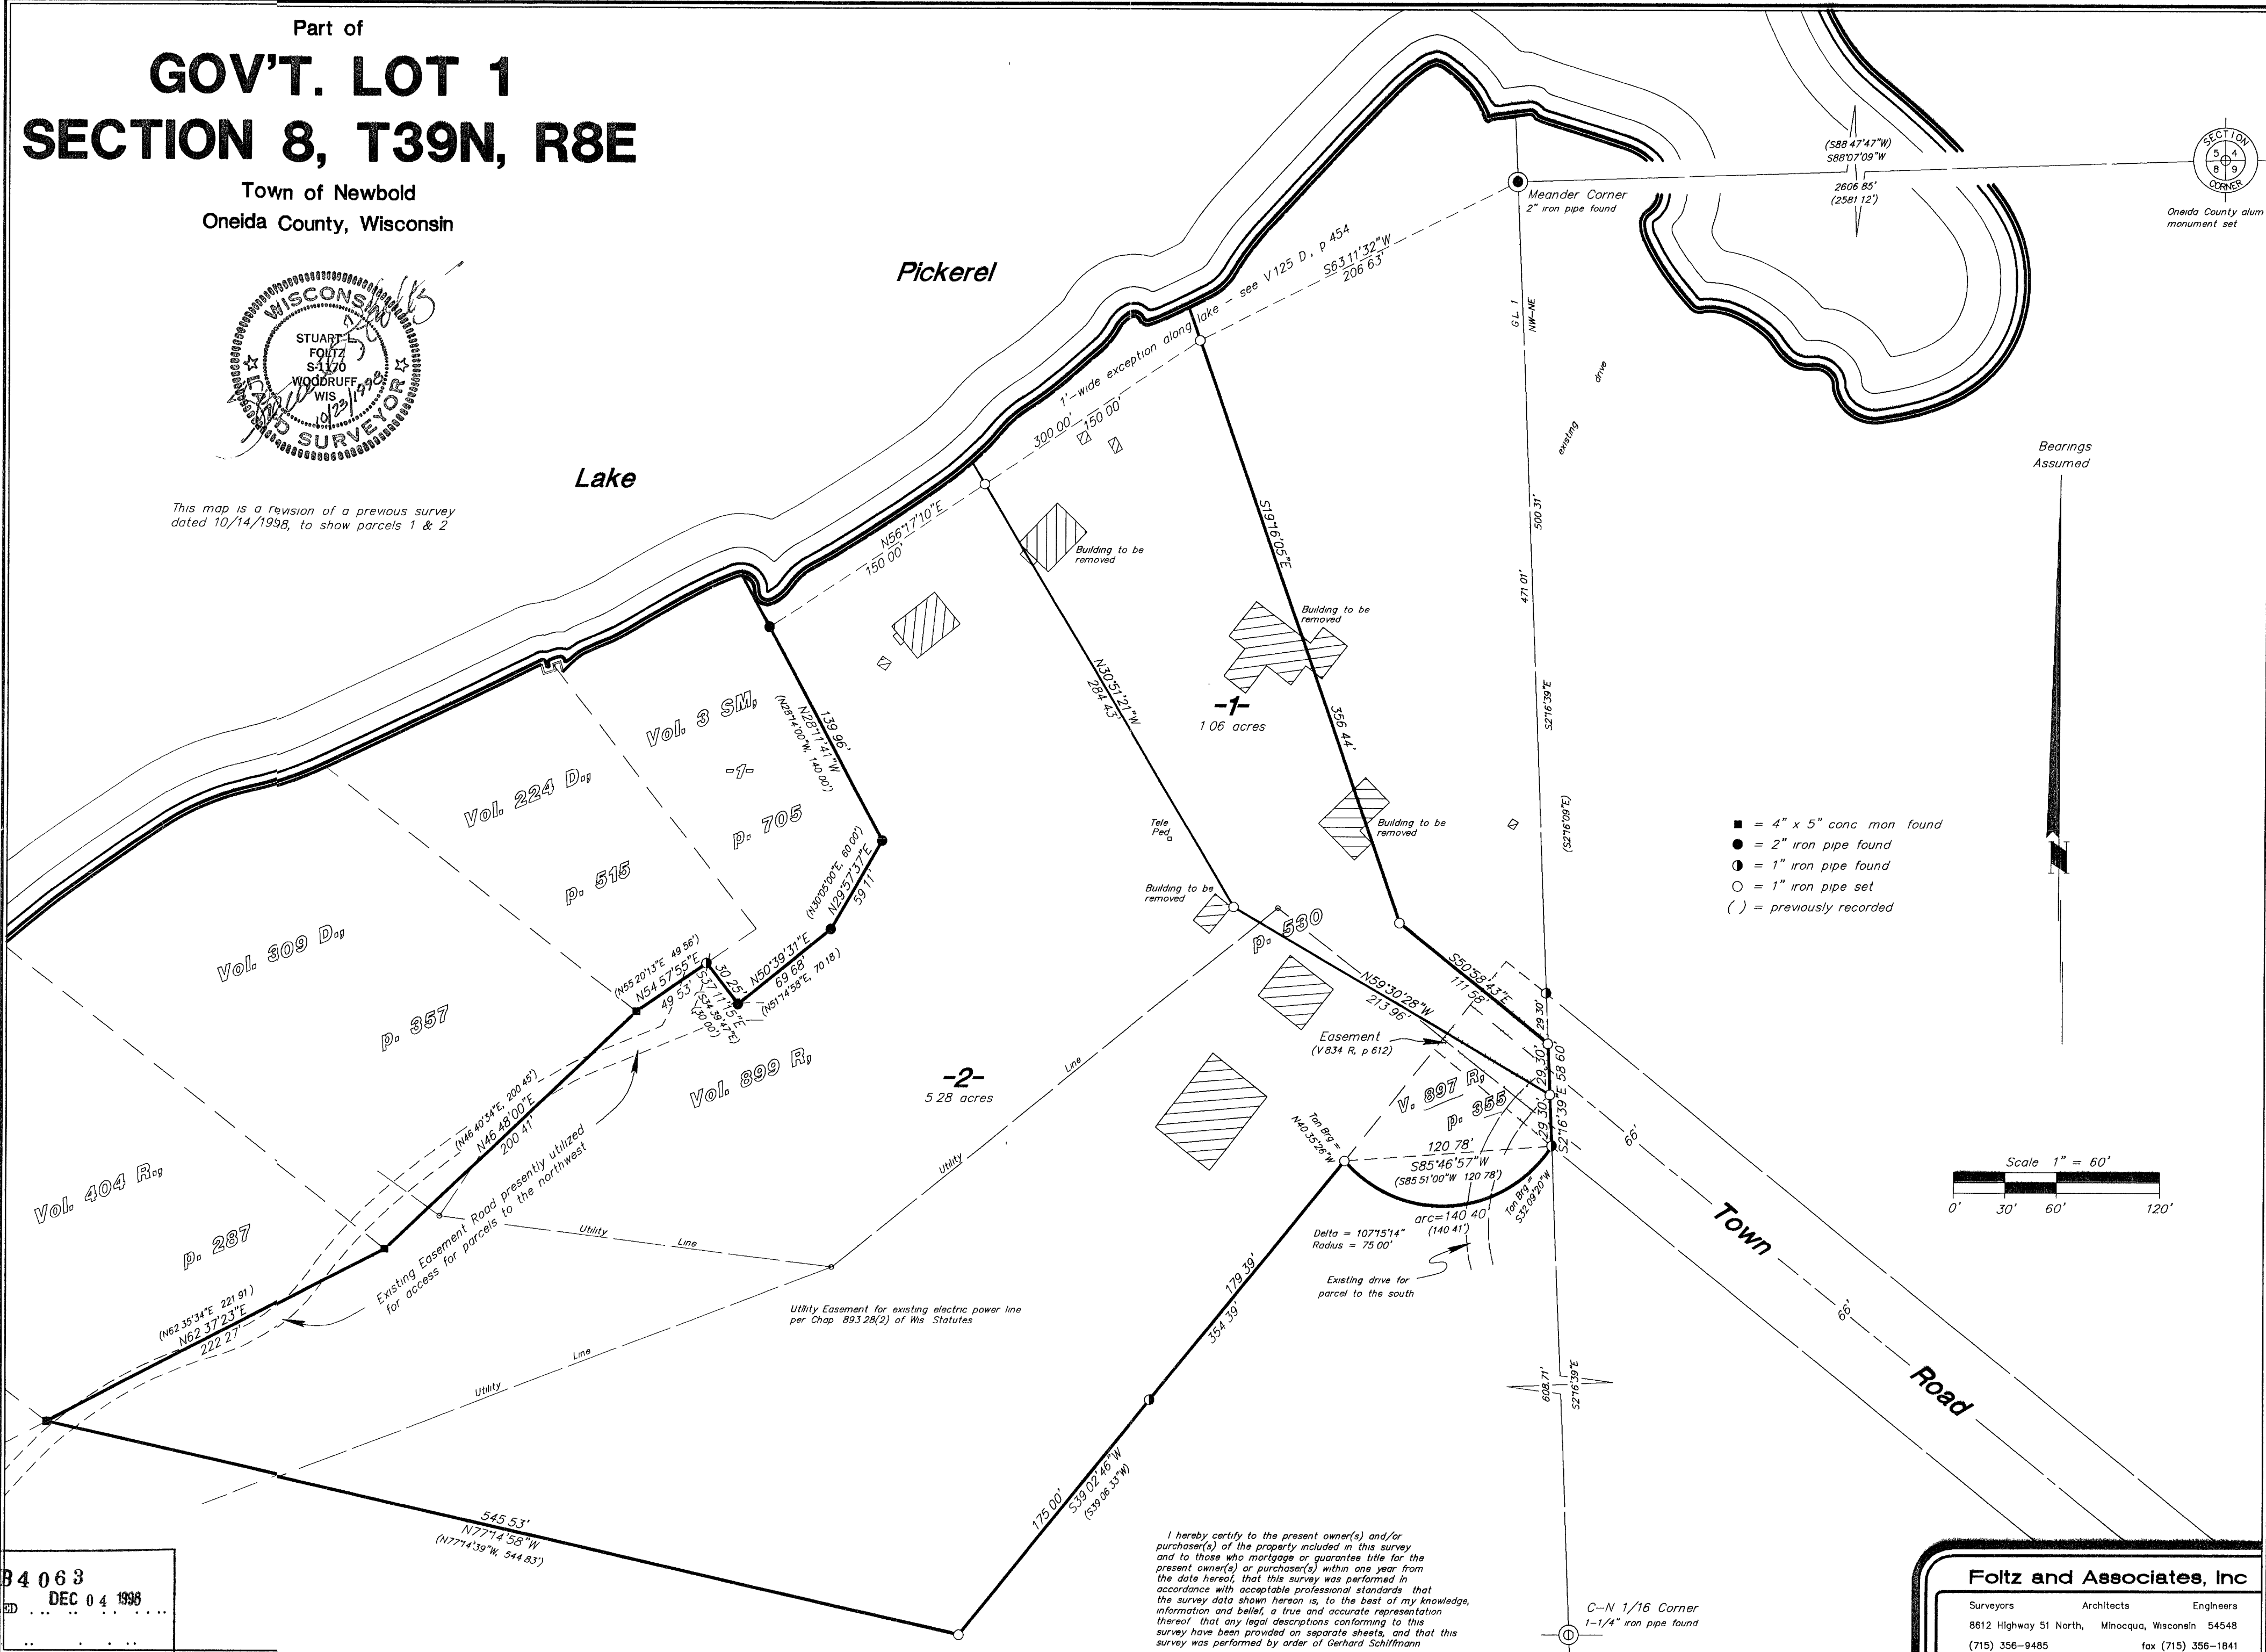 Part of
GOV'T. LOT 1
SECTION 8, T39N, R8E
Town of Newbold
Oneida County, Wisconsin
WISCONSIN
STUART L.
FOLTZ
S-1170
WOODRUFF,
WIS
10/23/1998
LAND SURVEYOR
This map is a revision of a previous survey
dated 10/14/1998, to show parcels 1 & 2
Pickerel
Lake
Meander Corner
2" iron pipe found
(S88 47'47"W)
S88°07'09"W
2606 85'
(2581 12')
SECTION
5 4
8 9
CORNER
Oneida County alum
monument set
1'-wide exception along lake - see V 125 D, p 454
S63 11'32"W
206 63'
300 00'
150 00'
N56°17'10"E
150 00'
G L 1
NW-NE
existing drive
500 31'
471 01'
S2°16'39"E
(S2°16'09"E)
Bearings
Assumed
N
Building to be
removed
Building to be
removed
Building to be
removed
Building to be
removed
S19°16'05"E
356 44'
N30°51'21"W
284 43'
-1-
1 06 acres
Tele
Ped
139 96'
N28°11'41"W
(N28°14'00"W, 140 00')
Vol. 3 SM,
-1-
p. 705
Vol. 224 D.,
p. 515
Vol. 309 D.,
p. 357
Vol. 404 R.,
p. 287
(N30°05'00"E, 60 00')
N29°57'37"E
59 11'
N50°39'31"E
69 68'
(N51°14'58"E, 70 18')
30 25'
S37 11'15"E
(S34 39'47"E)
(30 00')
(N55 20'13"E 49 56')
N54 57'55"E
49 53'
(N46 40'34"E, 200 45')
N46 48'00"E
200 41'
(N62 35'34"E 221 91')
N62 37'23"E
222 27'
Existing Easement Road presently utilized
for access for parcels to the northwest
Vol. 899 R,
p. 530
-2-
5 28 acres
Utility
Line
Utility
Line
Utility
Line
Utility Easement for existing electric power line
per Chap 893 28(2) of Wis Statutes
N59°30'28"W
213 96'
S50°58'43"E
111 58'
Easement
(V 834 R, p 612)
V. 897 R,
p. 355
29 30'
29 30'
29 30'
S2°16'39"E 58 60'
120 78'
S85°46'57"W
(S85 51'00"W 120 78')
Tan Brg =
N40 35'26"W
Tan Brg =
S32 09'20"W
arc=140 40'
(140 41')
Delta = 107°15'14"
Radius = 75 00'
Existing drive for
parcel to the south
179 39'
354 39'
175 00'
S39 02'46"W
(S39 06 33"W)
545 53'
N77°14'58"W
(N77°14'39"W, 544 83')
608.71'
S2°16'39"E
66'
66'
Town
Road
■ = 4" x 5" conc mon found
● = 2" iron pipe found
◑ = 1" iron pipe found
○ = 1" iron pipe set
( ) = previously recorded
Scale 1" = 60'
0' 30' 60' 120'
I hereby certify to the present owner(s) and/or
purchaser(s) of the property included in this survey
and to those who mortgage or guarantee title for the
present owner(s) or purchaser(s) within one year from
the date hereof, that this survey was performed in
accordance with acceptable professional standards that
the survey data shown hereon is, to the best of my knowledge,
information and belief, a true and accurate representation
thereof that any legal descriptions conforming to this
survey have been provided on separate sheets, and that this
survey was performed by order of Gerhard Schiffmann
C-N 1/16 Corner
1-1/4" iron pipe found
Foltz and Associates, Inc
Surveyors Architects Engineers
8612 Highway 51 North, Minocqua, Wisconsin 54548
(715) 356-9485 fax (715) 356-1841
34063
ED DEC 04 1998